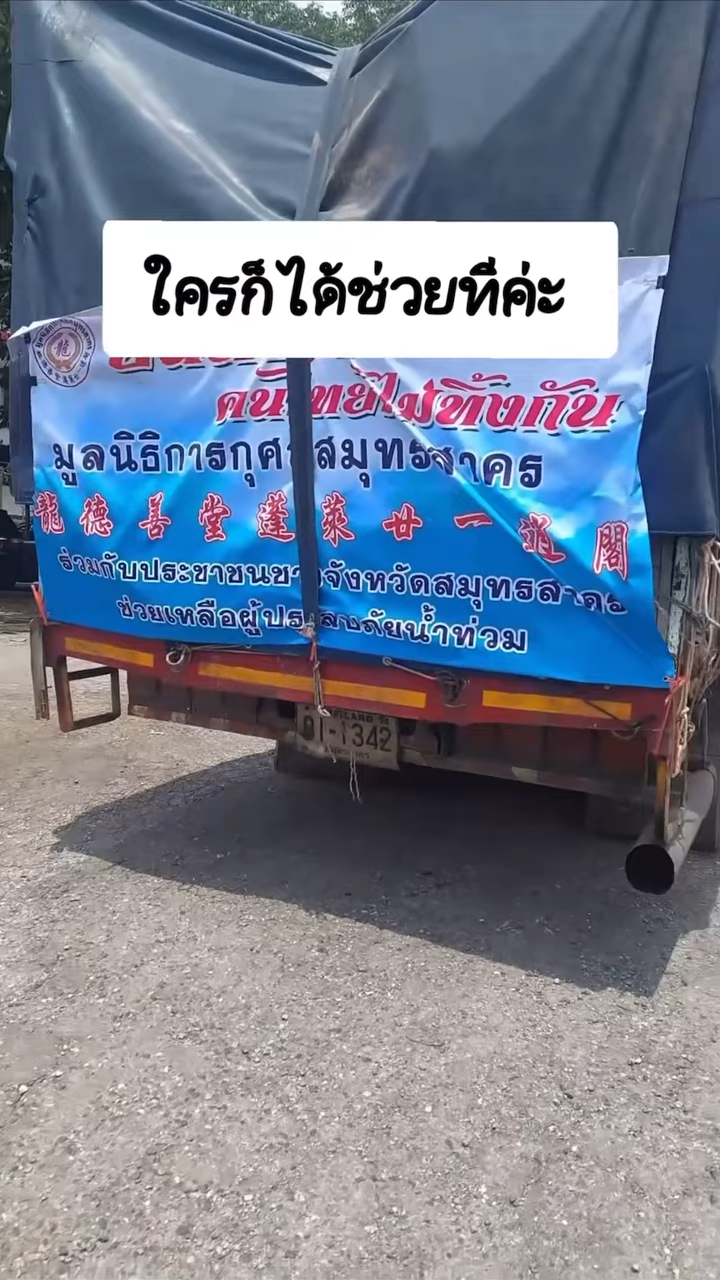 ใครก็ได้ช่วยทีค่ะ
คนไทยไม่ทิ้งกัน
มูลนิธิการกุศลสมุทรสาคร
龍德善堂蓬萊廿一逍閣
ร่วมกับประชาชนชาวจังหวัดสมุทรสาคร
ช่วยเหลือผู้ประสบภัยน้ำท่วม
THAILAND
81-1342